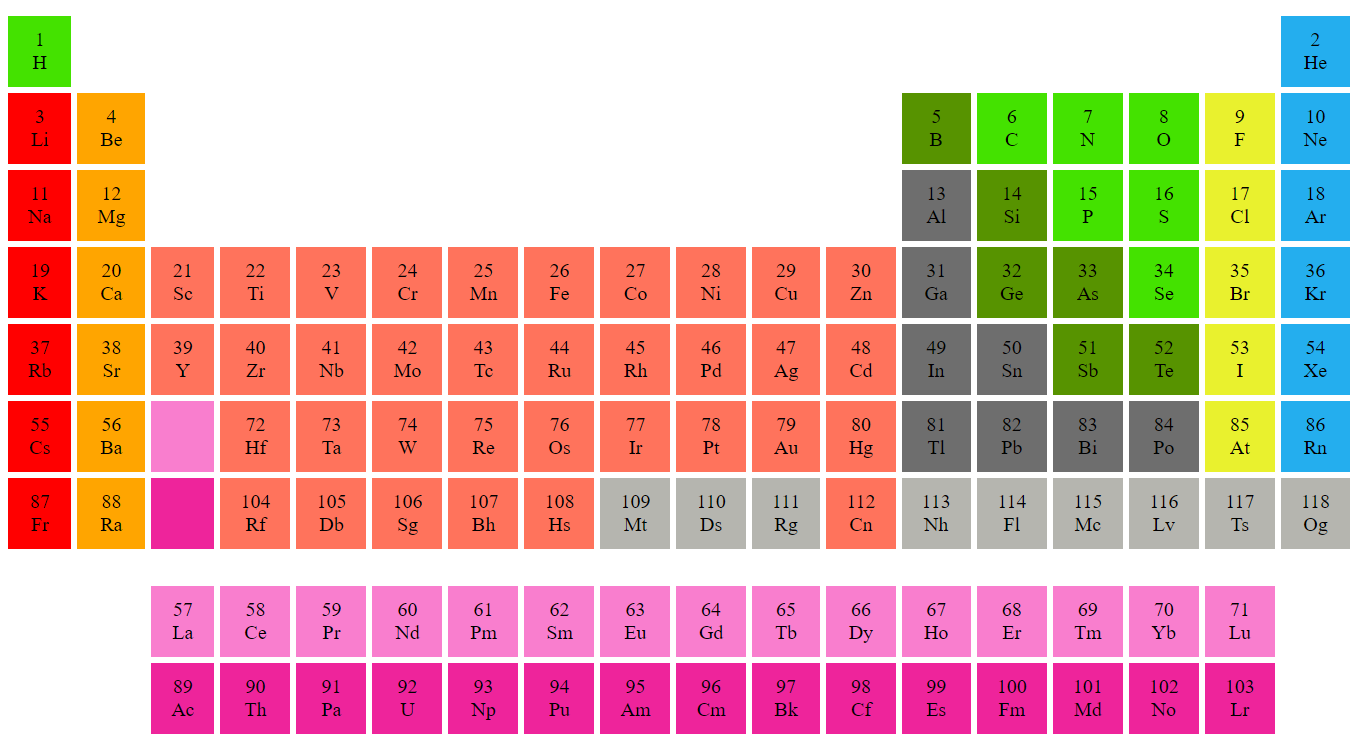 1 2
H He
3 4 5 6 7 8 9 10
Li Be B C N O F Ne
11 12 13 14 15 16 17 18
Na Mg Al Si P S Cl Ar
19 20 21 22 23 24 25 26 27 28 29 30 31 32 33 34 35 36
K Ca Sc Ti V Cr Mn Fe Co Ni Cu Zn Ga Ge As Se Br Kr
37 38 39 40 41 42 43 44 45 46 47 48 49 50 51 52 53 54
Rb Sr Y Zr Nb Mo Tc Ru Rh Pd Ag Cd In Sn Sb Te I Xe
55 56 72 73 74 75 76 77 78 79 80 81 82 83 84 85 86
Cs Ba Hf Ta W Re Os Ir Pt Au Hg Tl Pb Bi Po At Rn
87 88 104 105 106 107 108 109 110 111 112 113 114 115 116 117 118
Fr Ra Rf Db Sg Bh Hs Mt Ds Rg Cn Nh Fl Mc Lv Ts Og
57 58 59 60 61 62 63 64 65 66 67 68 69 70 71
La Ce Pr Nd Pm Sm Eu Gd Tb Dy Ho Er Tm Yb Lu
89 90 91 92 93 94 95 96 97 98 99 100 101 102 103
Ac Th Pa U Np Pu Am Cm Bk Cf Es Fm Md No Lr